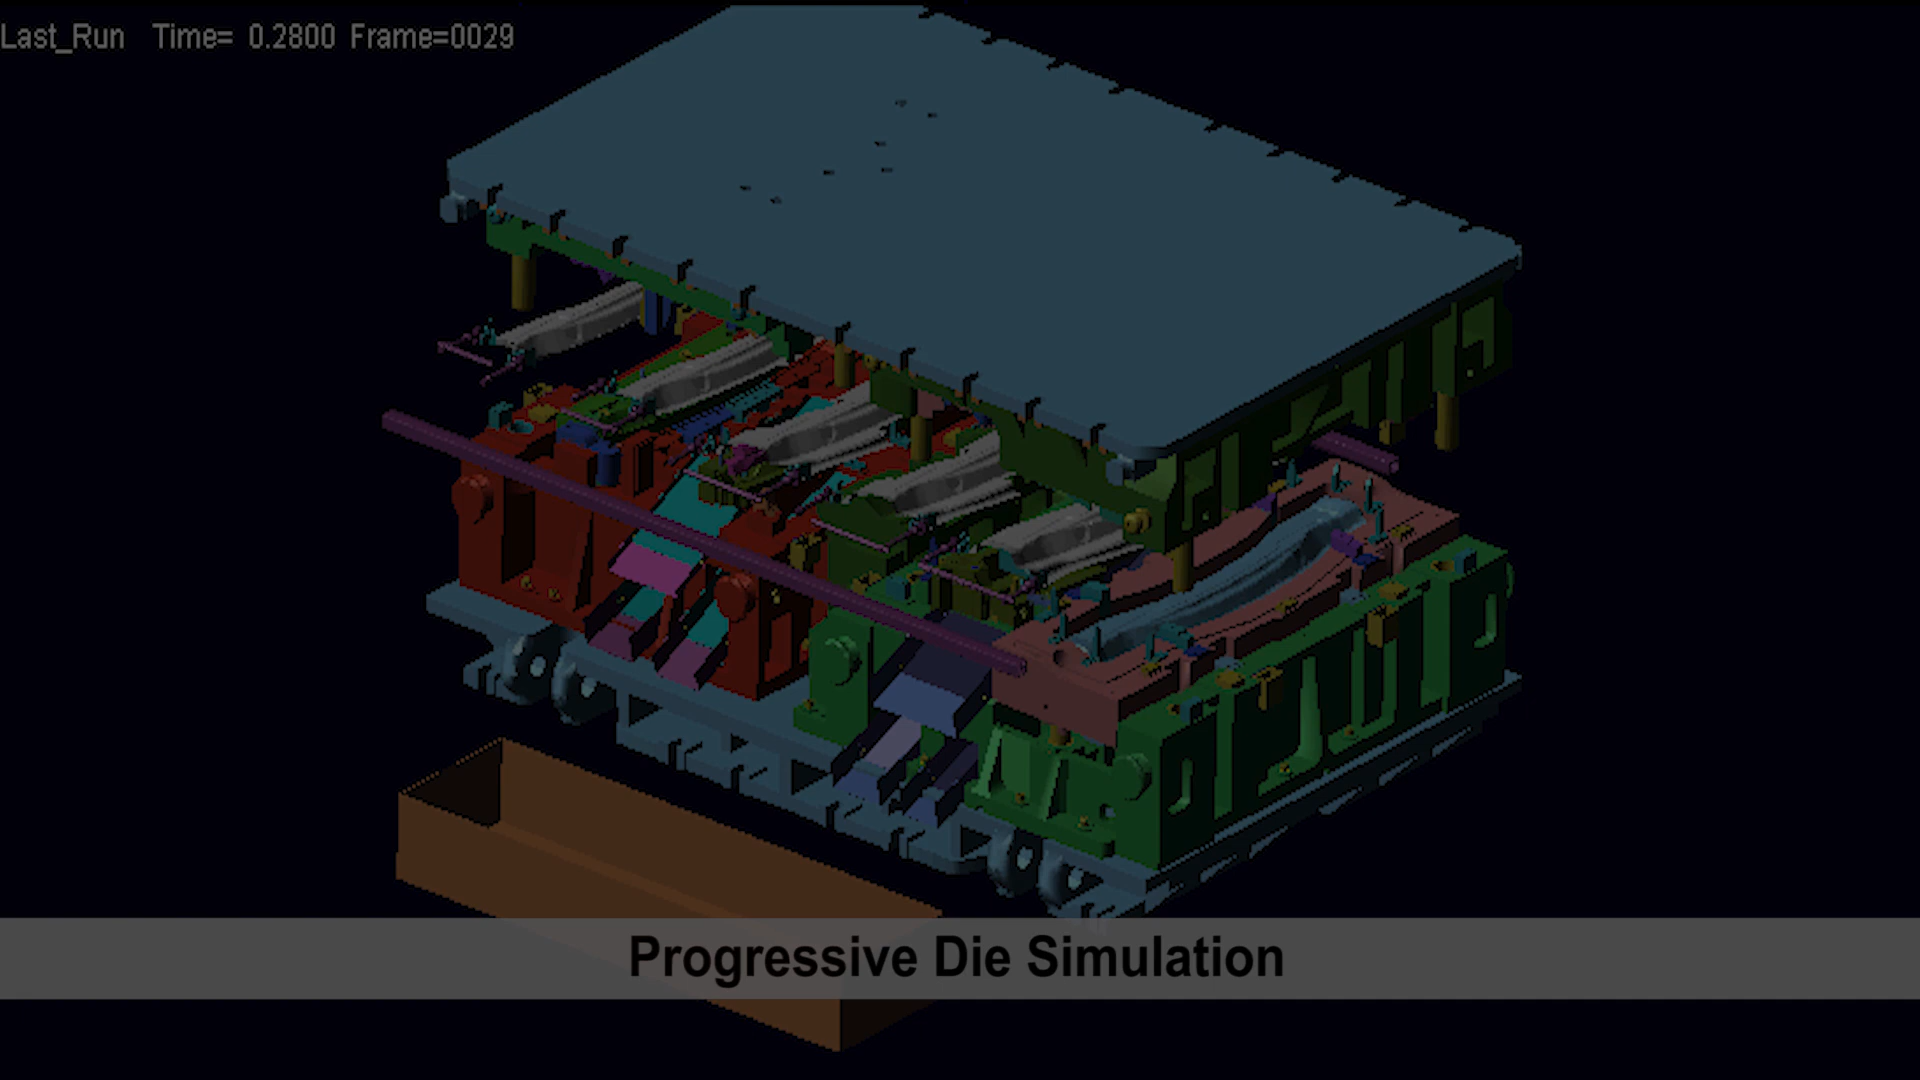 Last_Run Time= 0.2800 Frame=0029
Progressive Die Simulation